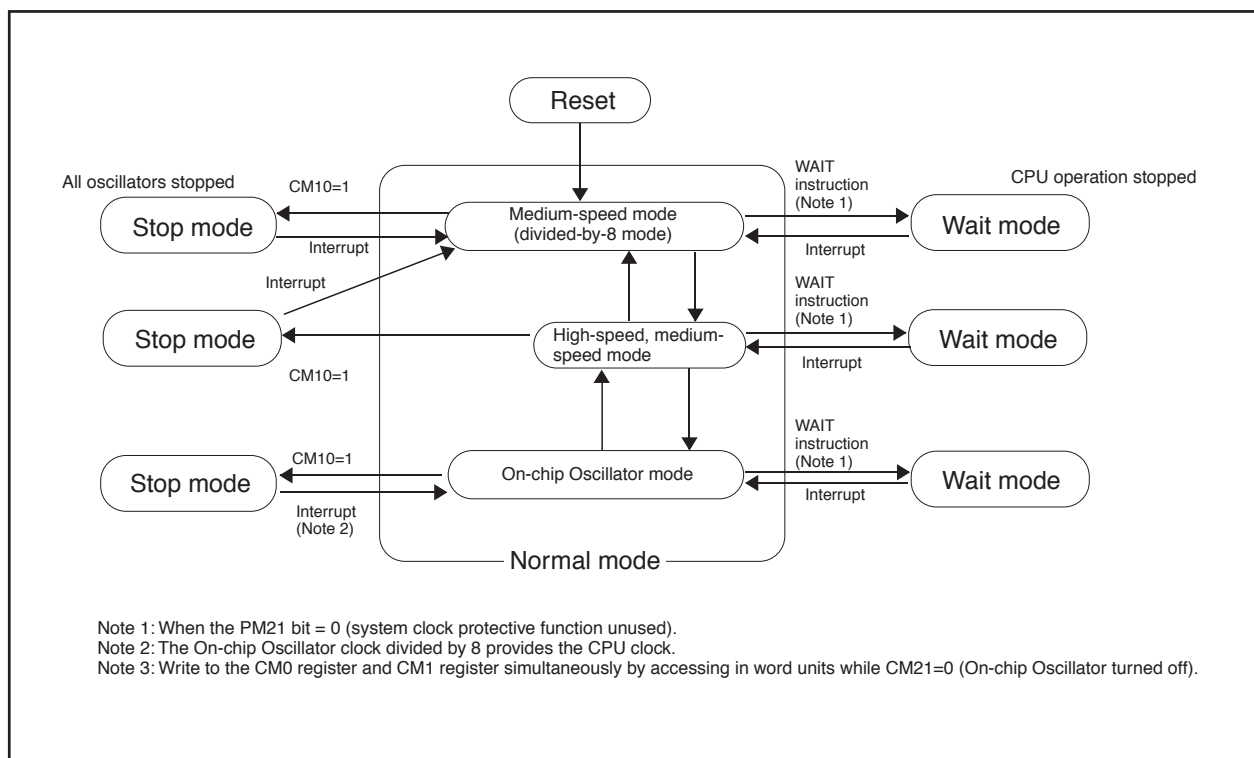 Reset
All oscillators stopped
CM10=1
WAIT
instruction
(Note 1)
CPU operation stopped
Stop mode
Medium-speed mode
(divided-by-8 mode)
Wait mode
Interrupt
Interrupt
Interrupt
WAIT
instruction
(Note 1)
Stop mode
High-speed, medium-
speed mode
Wait mode
Interrupt
CM10=1
WAIT
instruction
(Note 1)
CM10=1
Stop mode
On-chip Oscillator mode
Wait mode
Interrupt
Interrupt
(Note 2)
Normal mode
Note 1: When the PM21 bit = 0 (system clock protective function unused).
Note 2: The On-chip Oscillator clock divided by 8 provides the CPU clock.
Note 3: Write to the CM0 register and CM1 register simultaneously by accessing in word units while CM21=0 (On-chip Oscillator turned off).